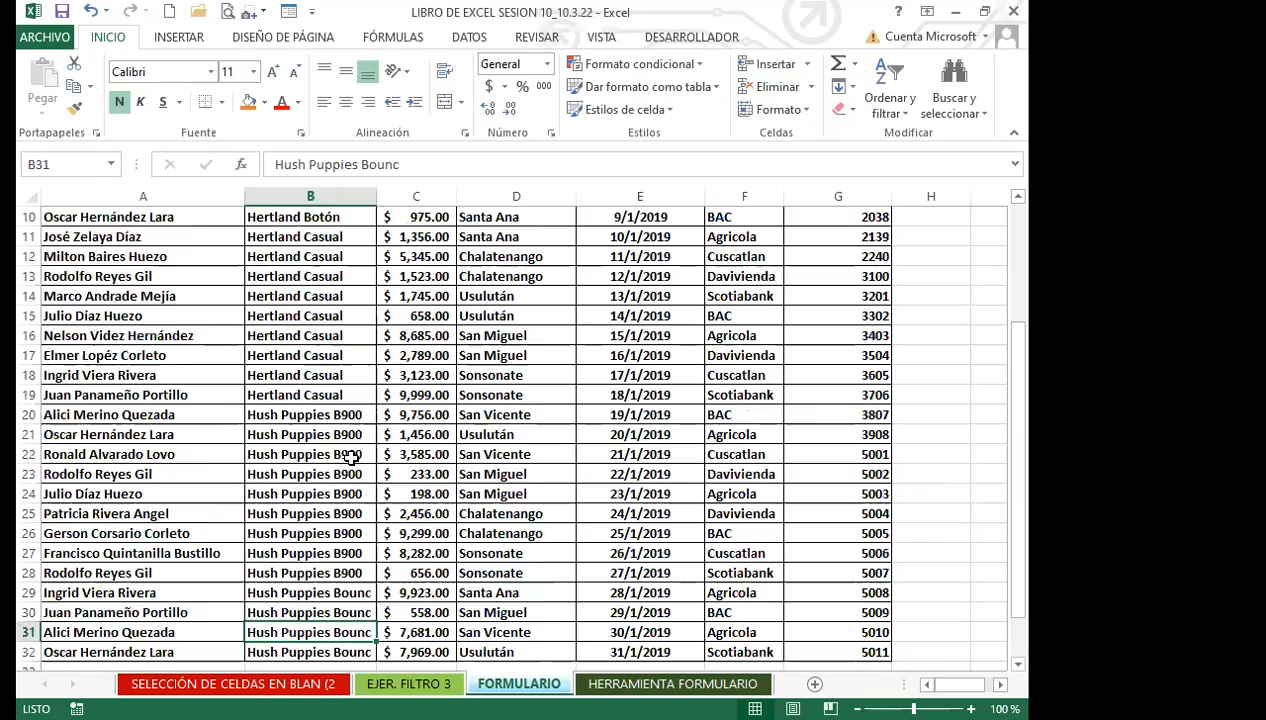 LIBRO DE EXCEL SESION 10_10.3.22 - Excel
ARCHIVO INICIO INSERTAR DISEÑO DE PÁGINA FÓRMULAS DATOS REVISAR VISTA DESARROLLADOR Cuenta Microsoft
Pegar Calibri 11 General Formato condicional Insertar
N K S $ % 000 Dar formato como tabla Eliminar Ordenar y filtrar Buscar y seleccionar
Estilos de celda Formato
Portapapeles Fuente Alineación Número Estilos Celdas Modificar
B31 fx Hush Puppies Bounc
A B C D E F G H
10 Oscar Hernández Lara Hertland Botón $ 975.00 Santa Ana 9/1/2019 BAC 2038
11 José Zelaya Díaz Hertland Casual $ 1,356.00 Santa Ana 10/1/2019 Agricola 2139
12 Milton Baires Huezo Hertland Casual $ 5,345.00 Chalatenango 11/1/2019 Cuscatlan 2240
13 Rodolfo Reyes Gil Hertland Casual $ 1,523.00 Chalatenango 12/1/2019 Davivienda 3100
14 Marco Andrade Mejía Hertland Casual $ 1,745.00 Usulután 13/1/2019 Scotiabank 3201
15 Julio Díaz Huezo Hertland Casual $ 658.00 Usulután 14/1/2019 BAC 3302
16 Nelson Videz Hernández Hertland Casual $ 8,685.00 San Miguel 15/1/2019 Agricola 3403
17 Elmer Lopéz Corleto Hertland Casual $ 2,789.00 San Miguel 16/1/2019 Davivienda 3504
18 Ingrid Viera Rivera Hertland Casual $ 3,123.00 Sonsonate 17/1/2019 Cuscatlan 3605
19 Juan Panameño Portillo Hertland Casual $ 9,999.00 Sonsonate 18/1/2019 Scotiabank 3706
20 Alici Merino Quezada Hush Puppies B900 $ 9,756.00 San Vicente 19/1/2019 BAC 3807
21 Oscar Hernández Lara Hush Puppies B900 $ 1,456.00 Usulután 20/1/2019 Agricola 3908
22 Ronald Alvarado Lovo Hush Puppies B900 $ 3,585.00 San Vicente 21/1/2019 Cuscatlan 5001
23 Rodolfo Reyes Gil Hush Puppies B900 $ 233.00 San Miguel 22/1/2019 Davivienda 5002
24 Julio Díaz Huezo Hush Puppies B900 $ 198.00 San Miguel 23/1/2019 Agricola 5003
25 Patricia Rivera Angel Hush Puppies B900 $ 2,456.00 Chalatenango 24/1/2019 Davivienda 5004
26 Gerson Corsario Corleto Hush Puppies B900 $ 9,299.00 Chalatenango 25/1/2019 BAC 5005
27 Francisco Quintanilla Bustillo Hush Puppies B900 $ 8,282.00 Sonsonate 26/1/2019 Cuscatlan 5006
28 Rodolfo Reyes Gil Hush Puppies B900 $ 656.00 Sonsonate 27/1/2019 Scotiabank 5007
29 Ingrid Viera Rivera Hush Puppies Bounc $ 9,923.00 Santa Ana 28/1/2019 Agricola 5008
30 Juan Panameño Portillo Hush Puppies Bounc $ 558.00 San Miguel 29/1/2019 BAC 5009
31 Alici Merino Quezada Hush Puppies Bounc $ 7,681.00 San Vicente 30/1/2019 Agricola 5010
32 Oscar Hernández Lara Hush Puppies Bounc $ 7,969.00 Usulután 31/1/2019 Scotiabank 5011
SELECCIÓN DE CELDAS EN BLAN (2 EJER. FILTRO 3 FORMULARIO HERRAMIENTA FORMULARIO
LISTO 100 %